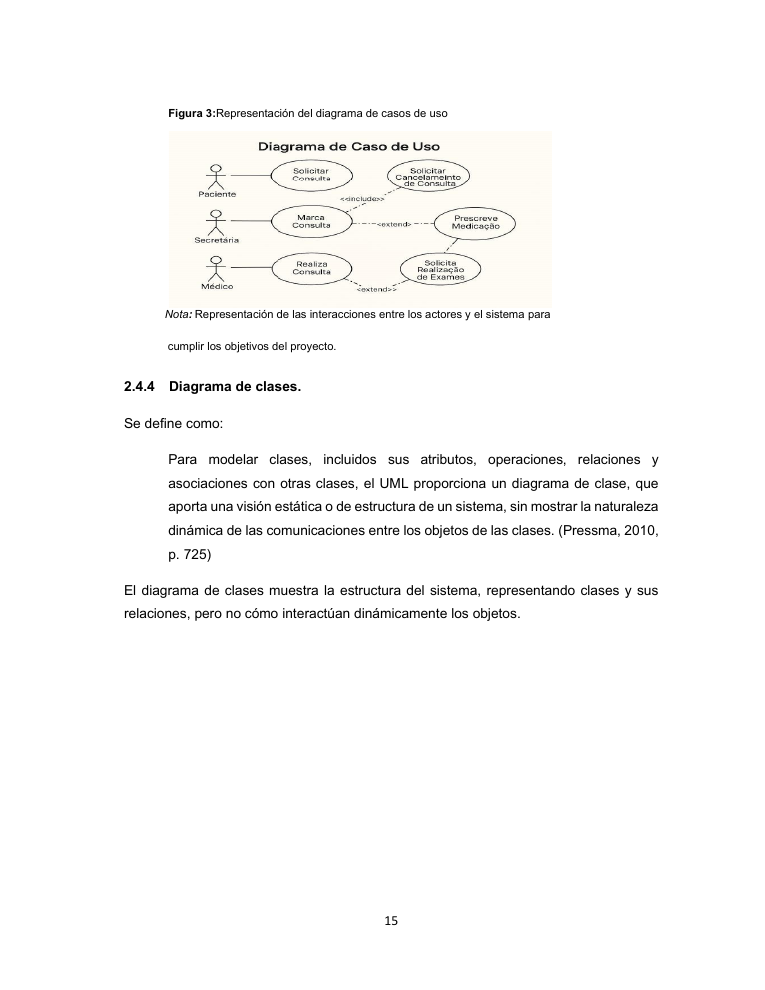 Figura 3:Representación del diagrama de casos de uso
Diagrama de Caso de Uso
Solicitar
Consulta
Solicitar
Cancelameinto
de Consulta
Paciente
<<include>>
Marca
Consulta
<extend>
Prescreve
Medicação
Secretária
Realiza
Consulta
Solicita
Realização
de Exames
Médico
<extend>>
Nota: Representación de las interacciones entre los actores y el sistema para
cumplir los objetivos del proyecto.
2.4.4 Diagrama de clases.
Se define como:
Para modelar clases, incluidos sus atributos, operaciones, relaciones y
asociaciones con otras clases, el UML proporciona un diagrama de clase, que
aporta una visión estática o de estructura de un sistema, sin mostrar la naturaleza
dinámica de las comunicaciones entre los objetos de las clases. (Pressma, 2010,
p. 725)
El diagrama de clases muestra la estructura del sistema, representando clases y sus
relaciones, pero no cómo interactúan dinámicamente los objetos.
15